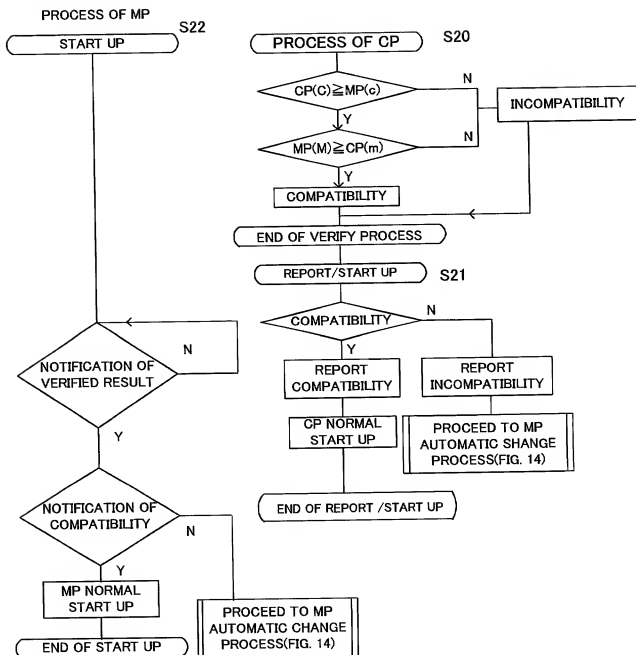 PROCESS OF MP
S22
START UP
NOTIFICATION OF
VERIFIED RESULT
N
Y
NOTIFICATION OF
COMPATIBILITY
N
Y
MP NORMAL
START UP
END OF START UP
PROCEED TO MP
AUTOMATIC CHANGE
PROCESS(FIG. 14)
PROCESS OF CP
S20
CP(C)≧MP(c)
N
Y
INCOMPATIBILITY
MP(M)≧CP(m)
N
Y
COMPATIBILITY
END OF VERIFY PROCESS
REPORT/START UP
S21
COMPATIBILITY
N
Y
REPORT
COMPATIBILITY
REPORT
INCOMPATIBILITY
CP NORMAL
START UP
PROCEED TO MP
AUTOMATIC SHANGE
PROCESS(FIG. 14)
END OF REPORT /START UP